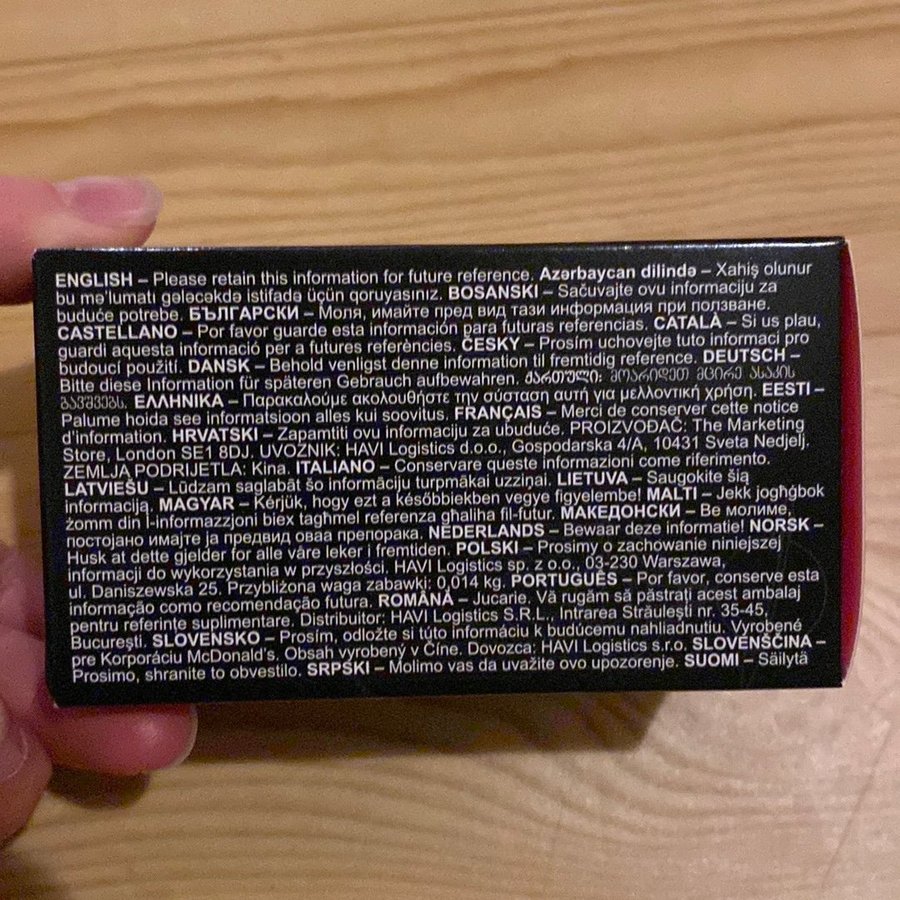 ENGLISH – Please retain this information for future reference. Azərbaycan dilində – Xahiş olunur
bu mə'lumatı gələcəkdə istifadə üçün qoruyasınız. BOSANSKI – Sačuvajte ovu informaciju za
buduće potrebe. БЪЛГАРСКИ – Моля, имайте пред вид тази информация при ползване.
CASTELLANO – Por favor guarde esta información para futuras referencias. CATALÀ – Si us plau,
guardi aquesta informació per a futures referències. ČESKY – Prosím uchovejte tuto informaci pro
budoucí použití. DANSK – Behold venligst denne information til fremtidig reference. DEUTSCH –
Bitte diese Information für späteren Gebrauch aufbewahren. ქართული: მოარიდეთ მცირე ასაკის
ბავშვებს. ΕΛΛΗΝΙΚΑ – Παρακαλούμε ακολουθήστε την σύσταση αυτή για μελλοντική χρήση. EESTI –
Palume hoida see informatsioon alles kui soovitus. FRANÇAIS – Merci de conserver cette notice
d'information. HRVATSKI – Zapamtiti ovu informaciju za ubuduće. PROIZVOĐAČ: The Marketing
Store, London SE1 8DJ. UVOZNIK: HAVI Logistics d.o.o., Gospodarska 4/A, 10431 Sveta Nedjelj.
ZEMLJA PODRIJETLA: Kina. ITALIANO – Conservare queste informazioni come riferimento.
LATVIEŠU – Lūdzam saglabāt šo informāciju turpmākai uzziņai. LIETUVA – Saugokite šią
informaciją. MAGYAR – Kérjük, hogy ezt a későbbiekben vegye figyelembe! MALTI – Jekk jogħġbok
żomm din l-informazzjoni biex tagħmel referenza għaliha fil-futur. МАКЕДОНСКИ – Ве молиме,
постојано имајте ја предвид оваа препорака. NEDERLANDS – Bewaar deze informatie! NORSK –
Husk at dette gjelder for alle våre leker i fremtiden. POLSKI – Prosimy o zachowanie niniejszej
informacji do wykorzystania w przyszłości. HAVI Logistics sp. z o.o., 03-230 Warszawa,
ul. Daniszewska 25. Przybliżona waga zabawki: 0,014 kg. PORTUGUÊS – Por favor, conserve esta
informação como recomendação futura. ROMÂNĂ – Jucarie. Vă rugăm să păstrați acest ambalaj
pentru referințe suplimentare. Distribuitor: HAVI Logistics S.R.L., Intrarea Străulești nr. 35-45,
București. SLOVENSKO – Prosím, odložte si túto informáciu k budúcemu nahliadnutiu. Vyrobené
pre Korporáciu McDonald's. Obsah vyrobený v Číne. Dovozca: HAVI Logistics s.r.o. SLOVENŠČINA –
Prosimo, shranite to obvestilo. SRPSKI – Molimo vas da uvažite ovo upozorenje. SUOMI – Säilytä